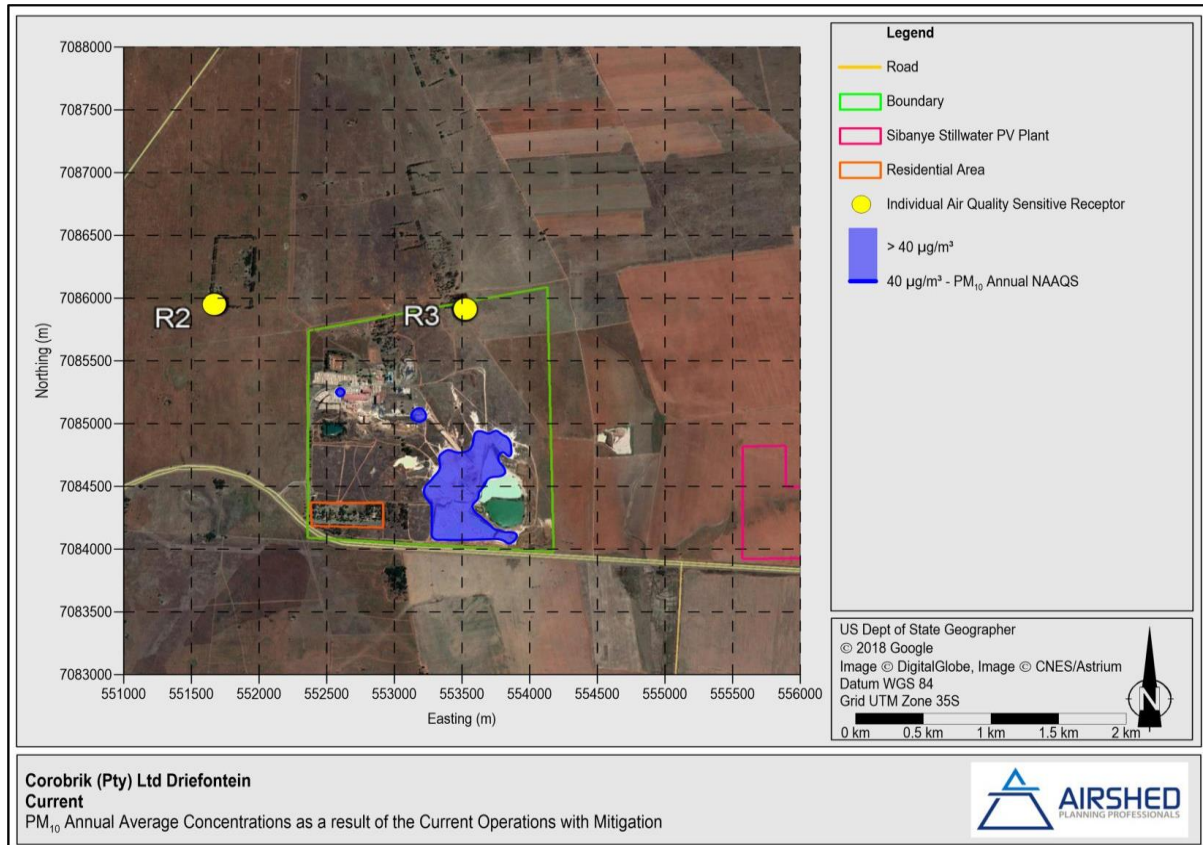 7088000
7087500
7087000
7086500
7086000
7085500
7085000
7084500
7084000
7083500
7083000
Northing (m)
R2
R3
551000 551500 552000 552500 553000 553500 554000 554500 555000 555500 556000
Easting (m)
Legend
Road
Boundary
Sibanye Stillwater PV Plant
Residential Area
Individual Air Quality Sensitive Receptor
> 40 µg/m³
40 µg/m³ - PM₁₀ Annual NAAQS
US Dept of State Geographer
© 2018 Google
Image © DigitalGlobe, Image © CNES/Astrium
Datum WGS 84
Grid UTM Zone 35S
N
0 km 0.5 km 1 km 1.5 km 2 km
Corobrik (Pty) Ltd Driefontein
Current
PM₁₀ Annual Average Concentrations as a result of the Current Operations with Mitigation
AIRSHED
PLANNING PROFESSIONALS